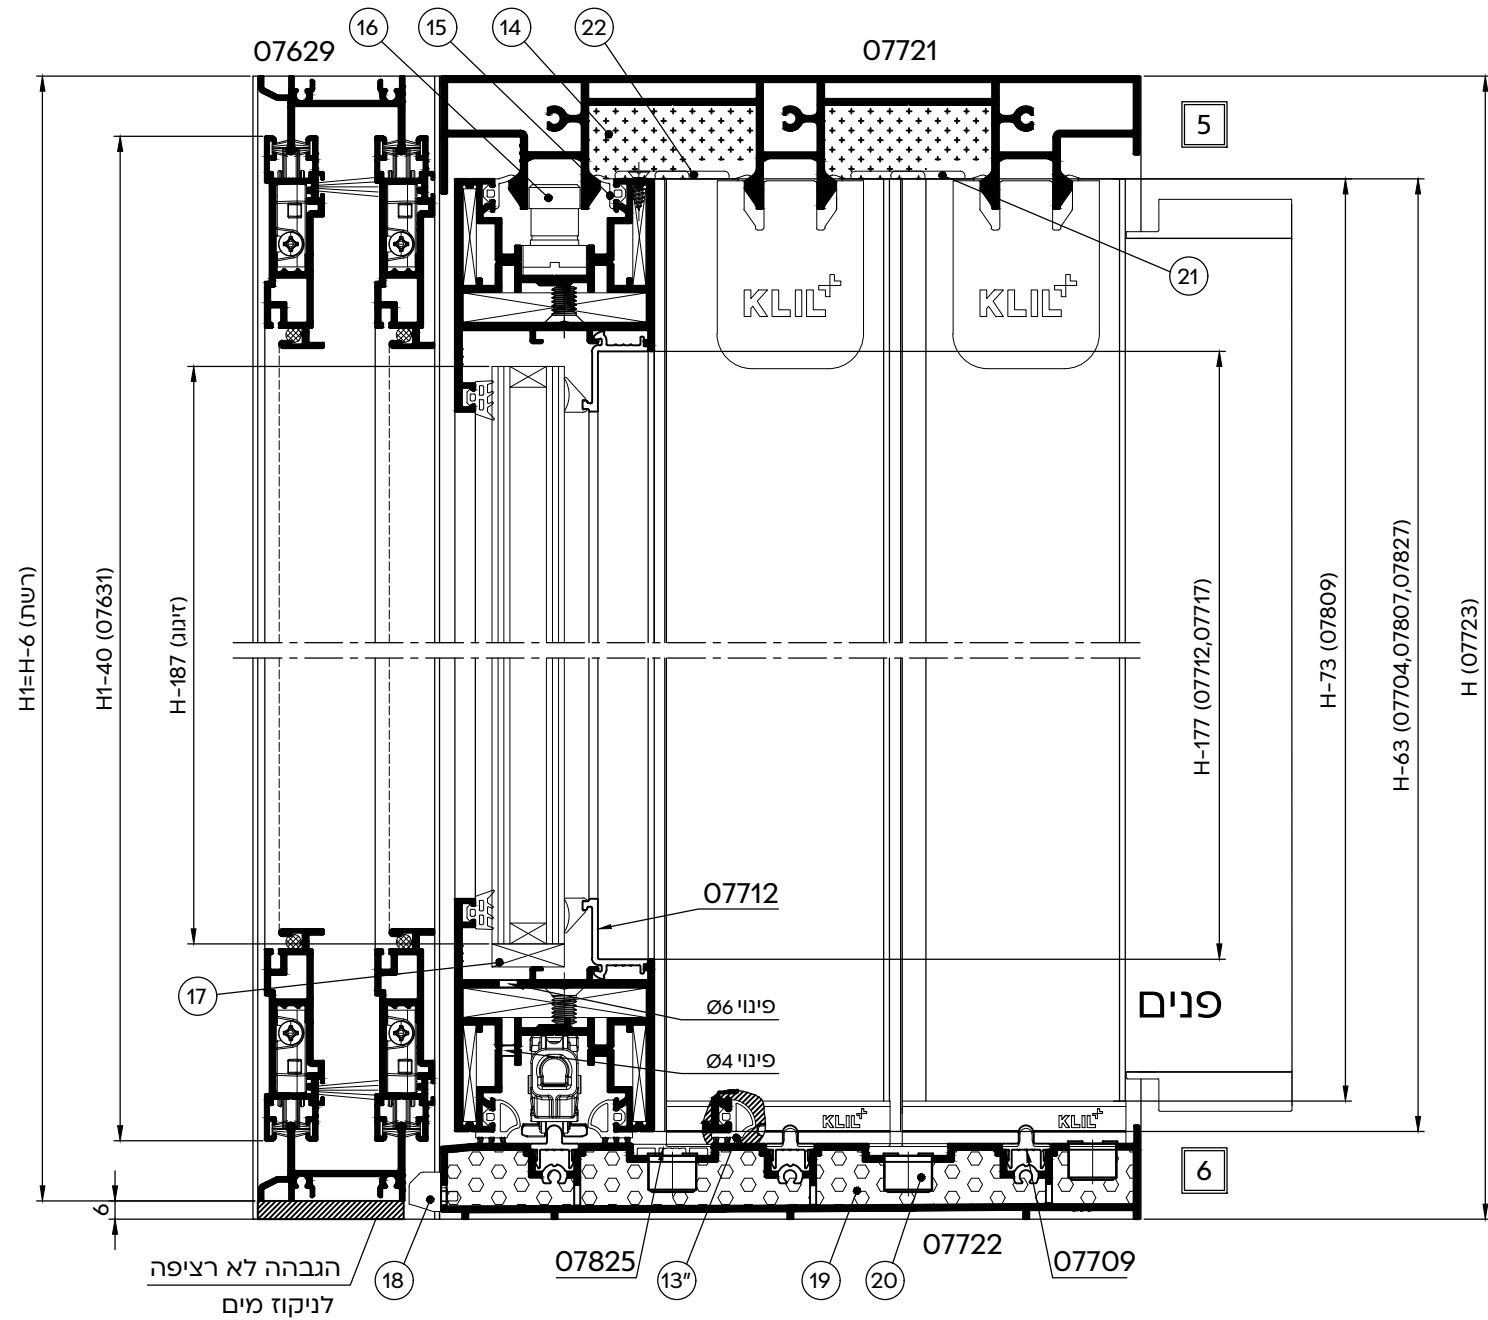 16
15
14
22
07629
07721
5
21
KLIL+
KLIL+
H1=H-6 (רשת)
H1-40 (07631)
H-187 (זיגוג)
H-177 (07712,07717)
H-73 (07809)
H-63 (07704,07807,07827)
H (07723)
07712
17
פינוי Ø6
פנים
פינוי Ø4
KLIL+
KLIL+
6
6
הגבהה לא רציפה
לניקוז מים
18
07825
13"
19
20
07722
07709